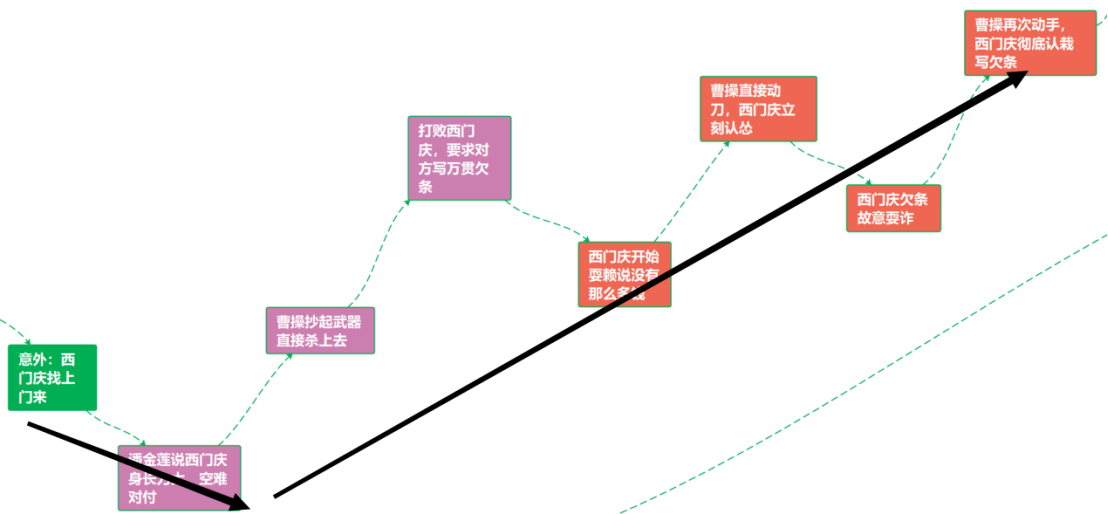 意外：西
门庆找上
门来
潘金莲说西门庆
身长力大，空难
对付
曹操抄起武器
直接杀上去
打败西门
庆，要求对
方写万贯欠
条
西门庆开始
耍赖说没有
那么多钱
曹操直接动
刀，西门庆立
刻认怂
西门庆欠条
故意耍诈
曹操再次动手，
西门庆彻底认栽
写欠条